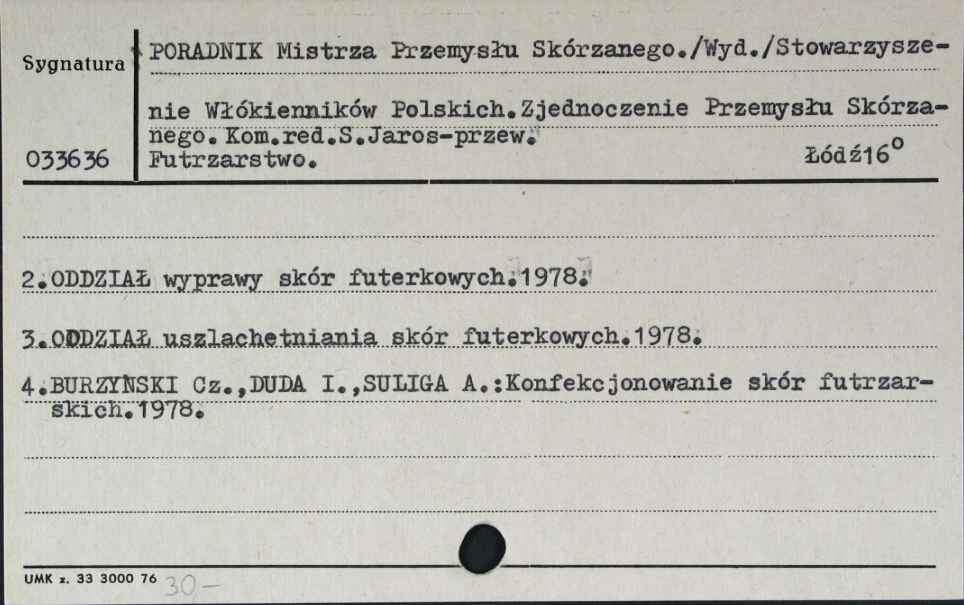 Sygnatura
PORADNIK Mistrza Przemysłu Skórzanego./Wyd./Stowarzysze-
nie Włókienników Polskich.Zjednoczenie Przemysłu Skórza-
nego. Kom.red.S.Jaros-przew.
033636
Futrzarstwo. Łódź16°
2.ODDZIAŁ wyprawy skór futerkowych.1978.
3.ODDZIAŁ uszlachetniania skór futerkowych.1978.
4.BURZYŃSKI Cz.,DUDA I.,SULIGA A.:Konfekcjonowanie skór futrzar-
skich.1978.
UMK z. 33 3000 76 30,-